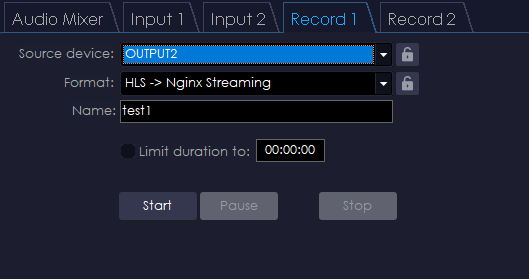 Audio Mixer Input 1 Input 2 Record 1 Record 2
Source device: OUTPUT2
Format: HLS -> Nginx Streaming
Name: test1
Limit duration to: 00:00:00
Start Pause Stop